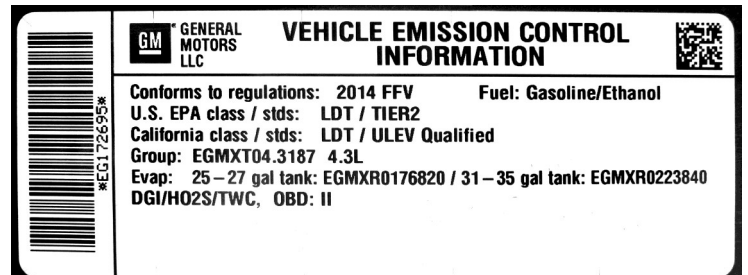 GM
GENERAL
MOTORS
LLC
VEHICLE EMISSION CONTROL
INFORMATION
*EG172695*
Conforms to regulations: 2014 FFV Fuel: Gasoline/Ethanol
U.S. EPA class / stds: LDT / TIER2
California class / stds: LDT / ULEV Qualified
Group: EGMXT04.3187 4.3L
Evap: 25–27 gal tank: EGMXR0176820 / 31–35 gal tank: EGMXR0223840
DGI/HO2S/TWC, OBD: II